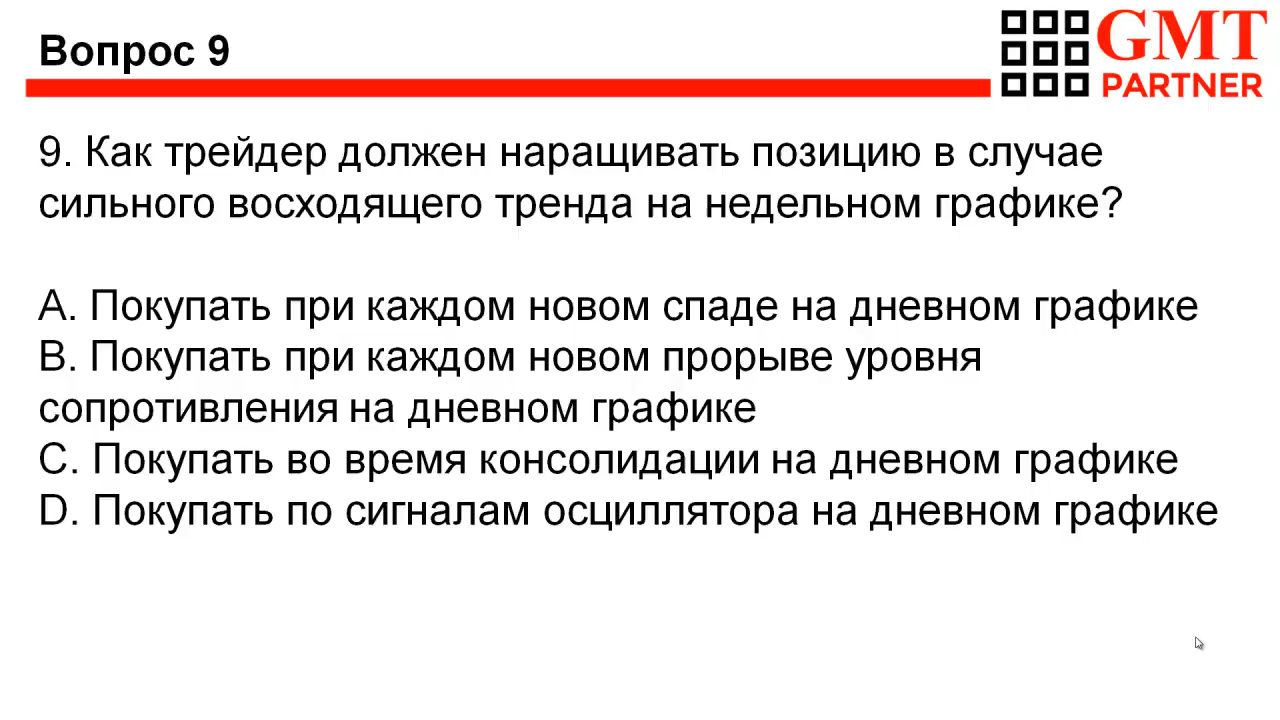 Вопрос 9
GMT
PARTNER
9. Как трейдер должен наращивать позицию в случае
сильного восходящего тренда на недельном графике?
A. Покупать при каждом новом спаде на дневном графике
B. Покупать при каждом новом прорыве уровня
сопротивления на дневном графике
C. Покупать во время консолидации на дневном графике
D. Покупать по сигналам осциллятора на дневном графике